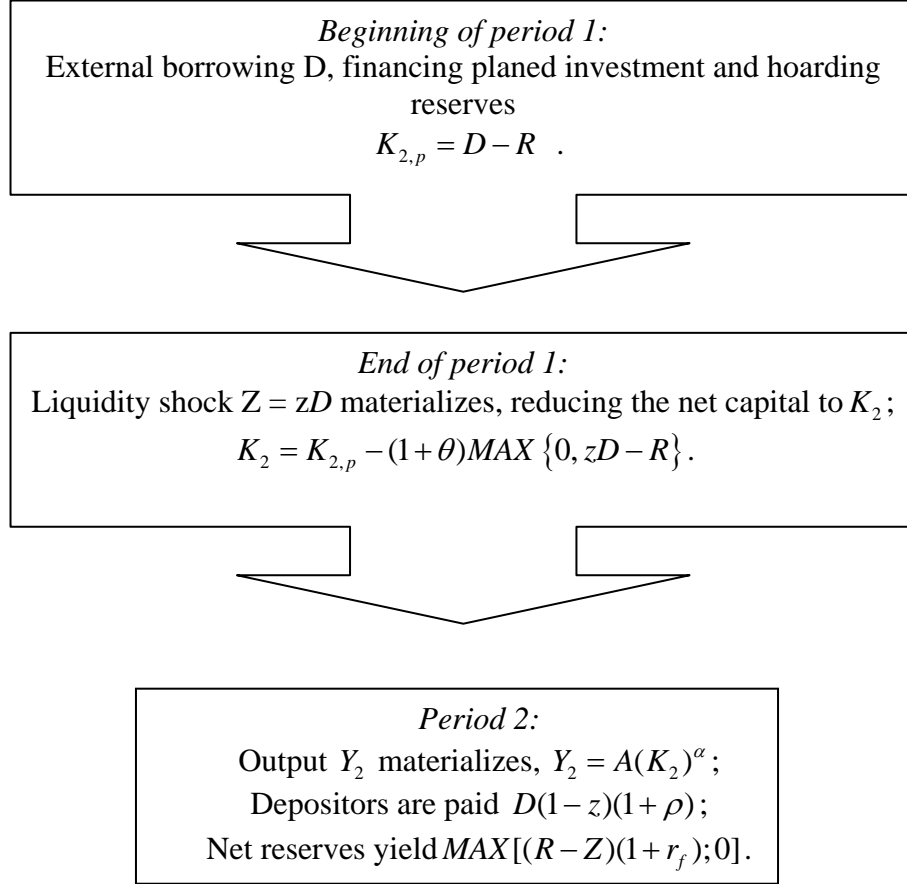 Beginning of period 1:
External borrowing D, financing planed investment and hoarding
reserves
K_{2,p} = D − R .
End of period 1:
Liquidity shock Z = zD materializes, reducing the net capital to K_2;
K_2 = K_{2,p} − (1 + θ)MAX {0, zD − R}.
Period 2:
Output Y_2 materializes, Y_2 = A(K_2)^α;
Depositors are paid D(1 − z)(1 + ρ);
Net reserves yield MAX[(R − Z)(1 + r_f); 0].